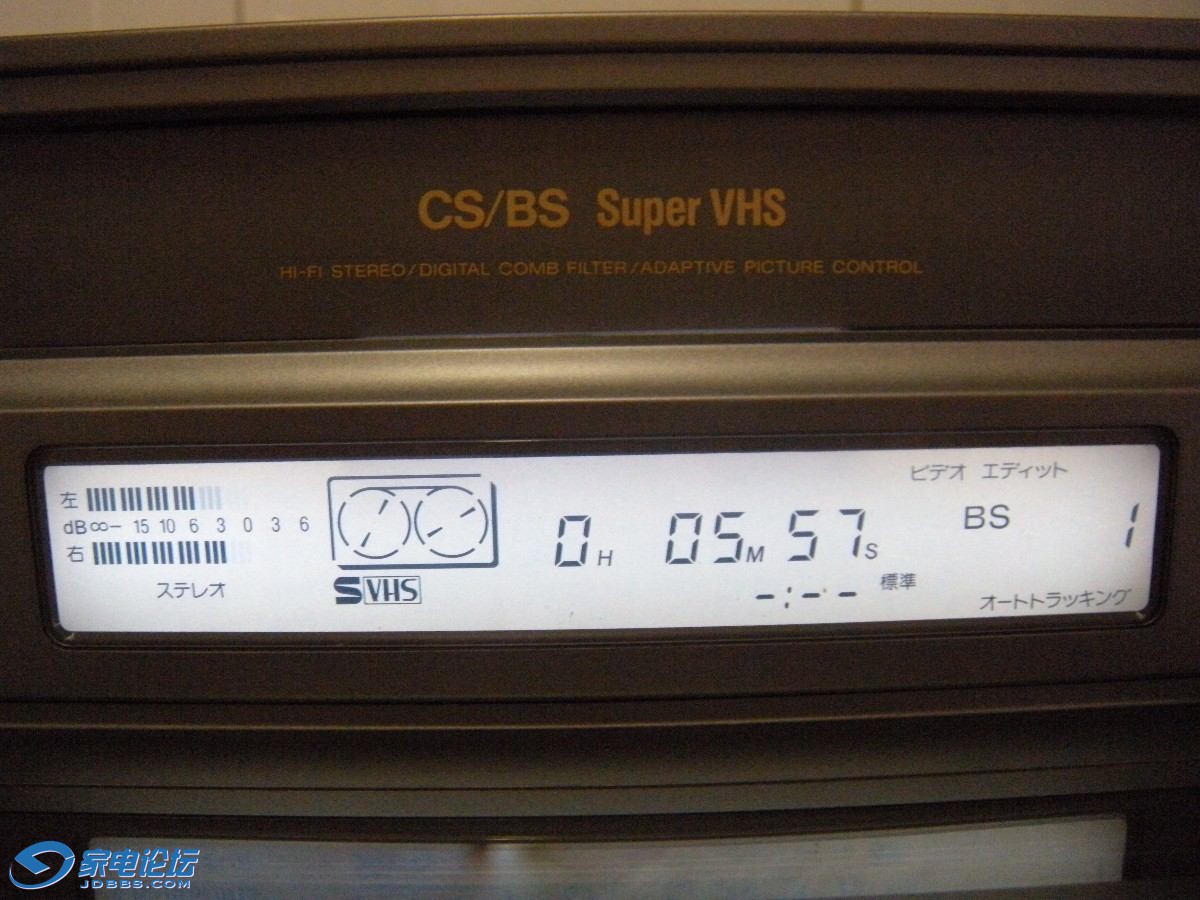 CS/BS Super VHS
HI-FI STEREO/DIGITAL COMB FILTER/ADAPTIVE PICTURE CONTROL
ビデオ エディット
左
dB∞− 15 10 6 3 0 3 6
右
ステレオ
S VHS
0H 05M 57S
BS 1
-:-- 標準
オートトラッキング
家电论坛
JDBBS.COM